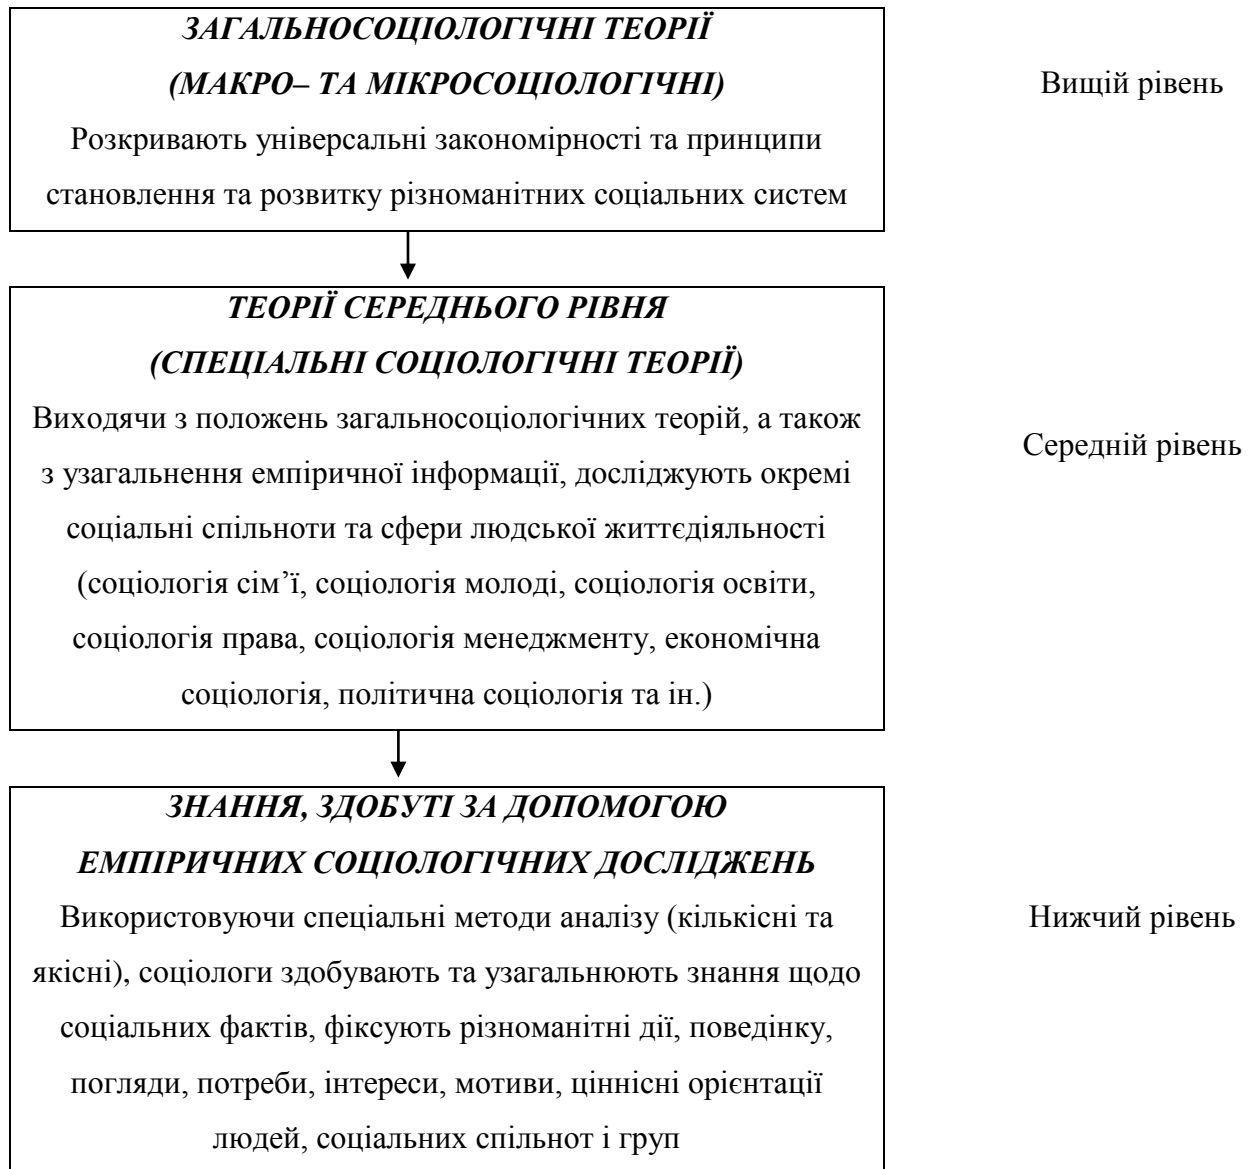 ЗАГАЛЬНОСОЦІОЛОГІЧНІ ТЕОРІЇ
(МАКРО– ТА МІКРОСОЦІОЛОГІЧНІ)
Розкривають універсальні закономірності та принципи
становлення та розвитку різноманітних соціальних систем
Вищій рівень
ТЕОРІЇ СЕРЕДНЬОГО РІВНЯ
(СПЕЦІАЛЬНІ СОЦІОЛОГІЧНІ ТЕОРІЇ)
Виходячи з положень загальносоціологічних теорій, а також
з узагальнення емпіричної інформації, досліджують окремі
соціальні спільноти та сфери людської життєдіяльності
(соціологія сім’ї, соціологія молоді, соціологія освіти,
соціологія права, соціологія менеджменту, економічна
соціологія, політична соціологія та ін.)
Середній рівень
ЗНАННЯ, ЗДОБУТІ ЗА ДОПОМОГОЮ
ЕМПІРИЧНИХ СОЦІОЛОГІЧНИХ ДОСЛІДЖЕНЬ
Використовуючи спеціальні методи аналізу (кількісні та
якісні), соціологи здобувають та узагальнюють знання щодо
соціальних фактів, фіксують різноманітні дії, поведінку,
погляди, потреби, інтереси, мотиви, ціннісні орієнтації
людей, соціальних спільнот і груп
Нижчий рівень